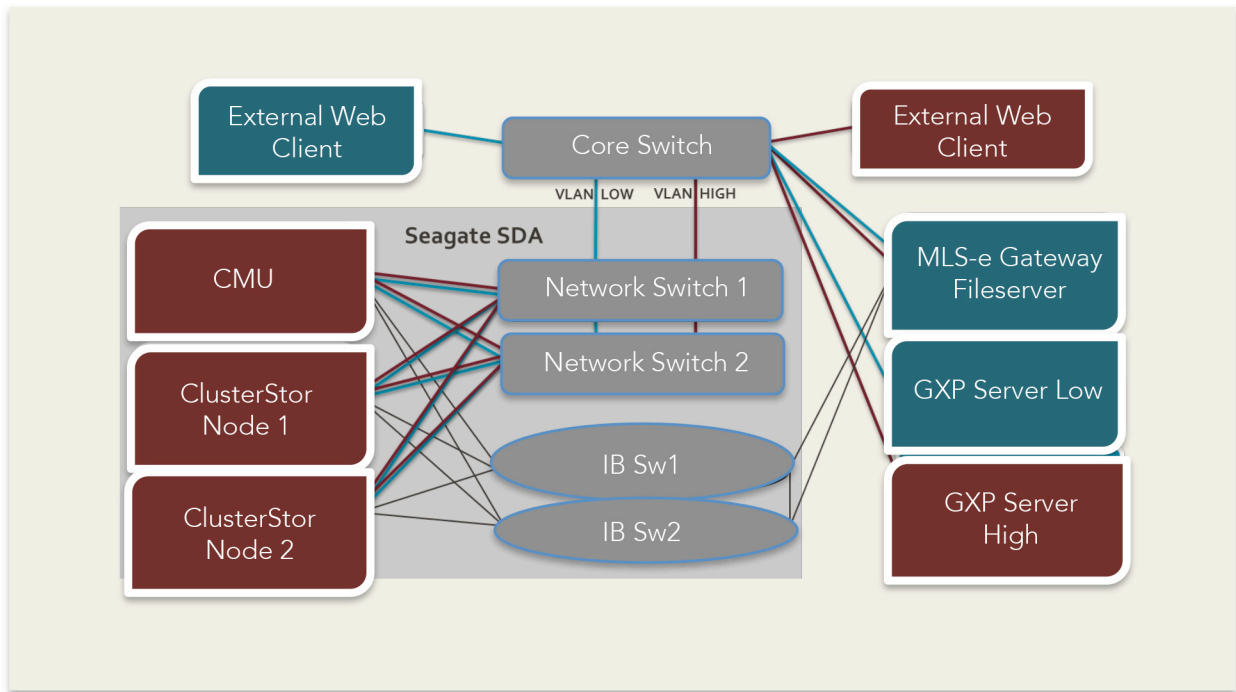 External Web
Client
Core Switch
External Web
Client
VLAN LOW
VLAN HIGH
Seagate SDA
CMU
Network Switch 1
MLS-e Gateway
Fileserver
Network Switch 2
ClusterStor
Node 1
GXP Server Low
IB Sw1
ClusterStor
Node 2
IB Sw2
GXP Server
High